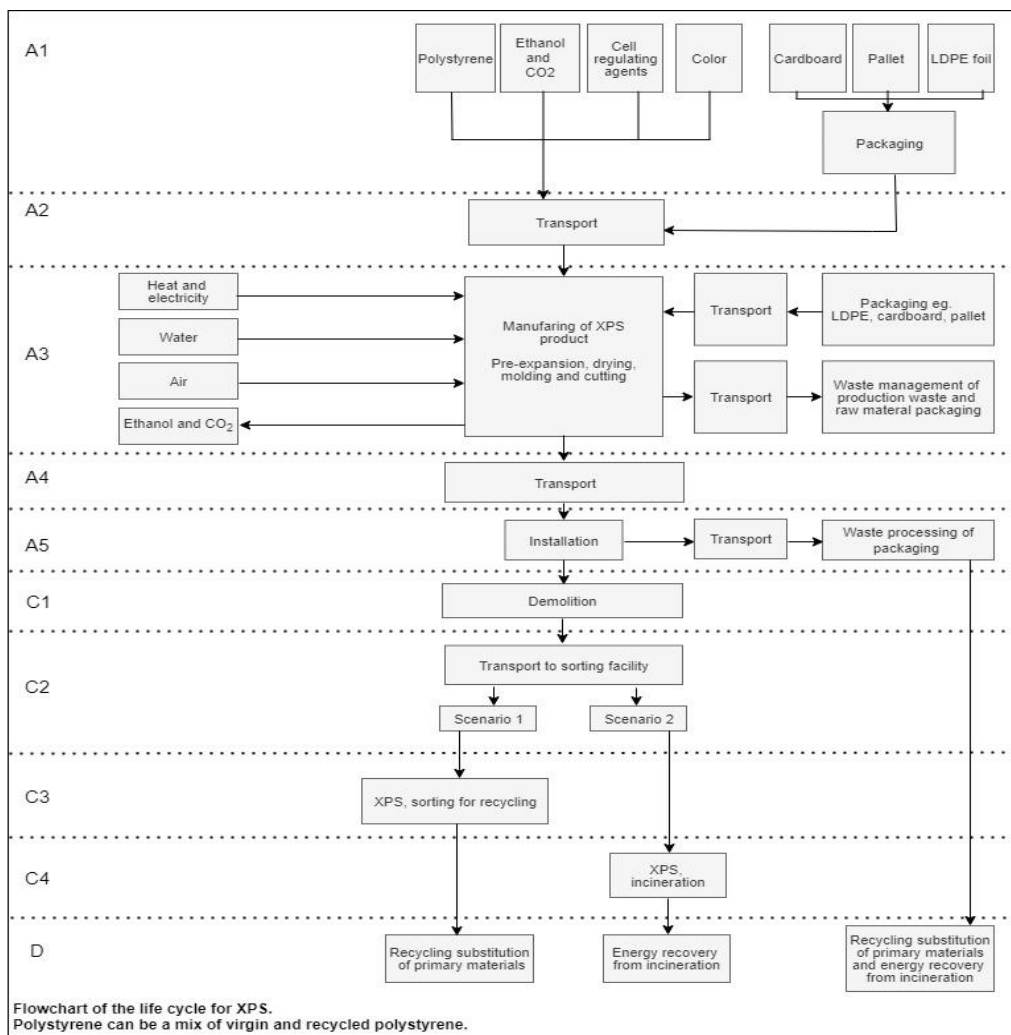 A1
Polystyrene
Ethanol
and
CO2
Cell
regulating
agents
Color
Cardboard
Pallet
LDPE foil
Packaging
A2
Transport
A3
Heat and
electricity
Water
Air
Ethanol and CO2
Manufaring of XPS
product
Pre-expansion, drying,
molding and cutting
Transport
Packaging eg.
LDPE, cardboard, pallet
Transport
Waste management of
production waste and
raw materal packaging
A4
Transport
A5
Installation
Transport
Waste processing of
packaging
C1
Demolition
C2
Transport to sorting facility
Scenario 1
Scenario 2
C3
XPS, sorting for recycling
C4
XPS,
incineration
D
Recycling substitution
of primary materials
Energy recovery
from incineration
Recycling substitution
of primary materials
and energy recovery
from incineration
Flowchart of the life cycle for XPS.
Polystyrene can be a mix of virgin and recycled polystyrene.